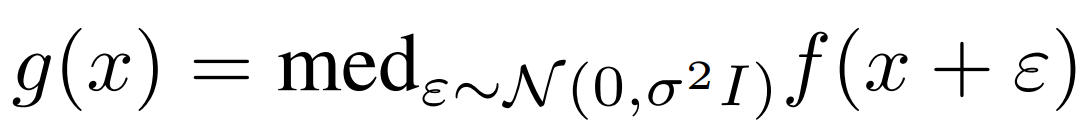 g(x) = med_{ε∼𝒩(0,σ²I)} f(x + ε)